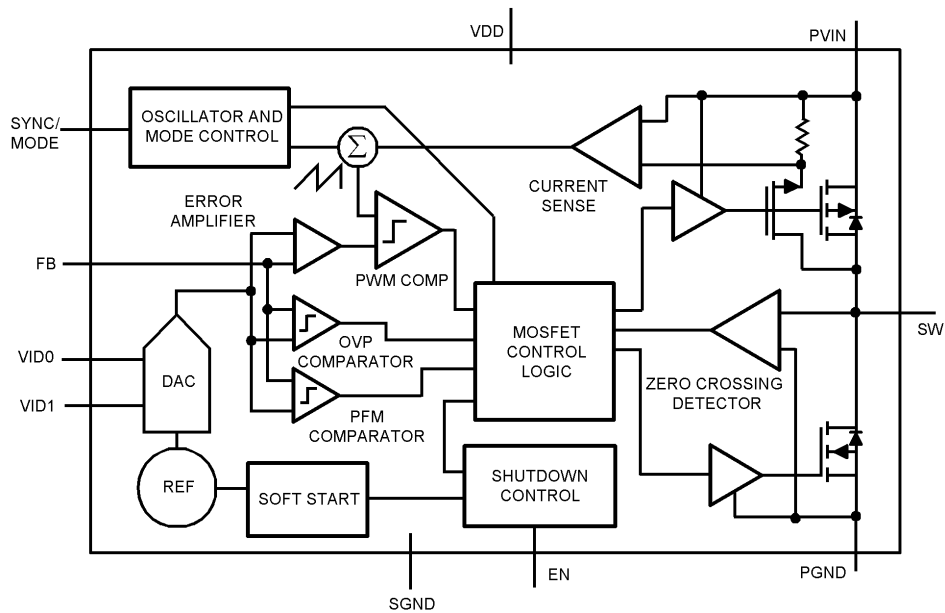 VDD
PVIN
SYNC/
MODE
OSCILLATOR AND
MODE CONTROL
Σ
CURRENT
SENSE
ERROR
AMPLIFIER
FB
PWM COMP
MOSFET
CONTROL
LOGIC
SW
OVP
COMPARATOR
VID0
DAC
VID1
ZERO CROSSING
DETECTOR
PFM
COMPARATOR
REF
SOFT START
SHUTDOWN
CONTROL
EN
SGND
PGND